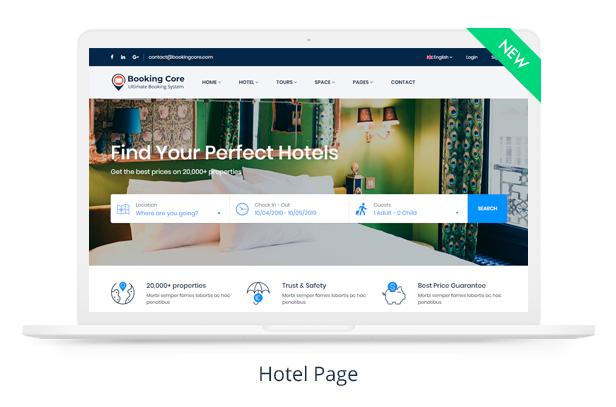 NEW
contact@bookingcore.com
English
Login
Booking Core
Ultimate Booking System
HOME HOTEL TOURS SPACE PAGES CONTACT
Find Your Perfect Hotels
Get the best prices on 20,000+ properties
Location
Where are you going?
Check In - Out
10/04/2019 - 10/05/2019
Guests
1 Adult - 0 Child
SEARCH
20,000+ properties
Morbi semper fames lobortis ac hac
penatibus
Trust & Safety
Morbi semper fames lobortis ac hac
penatibus
Best Price Guarantee
Morbi semper fames lobortis ac hac
penatibus
Hotel Page